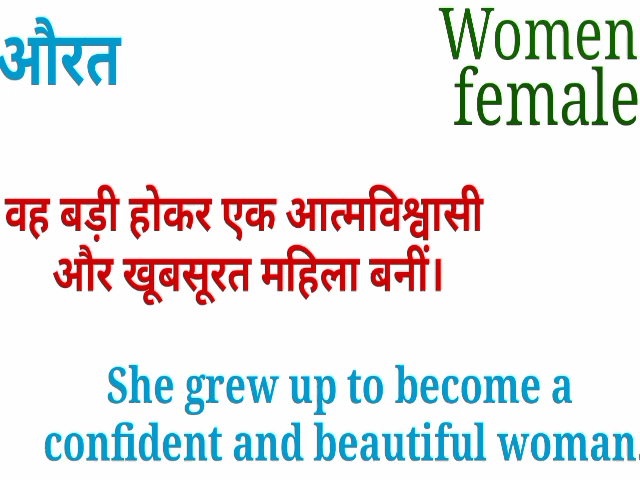 औरत
Women
female
वह बड़ी होकर एक आत्मविश्वासी
और खूबसूरत महिला बनीं।
She grew up to become a
confident and beautiful woman.